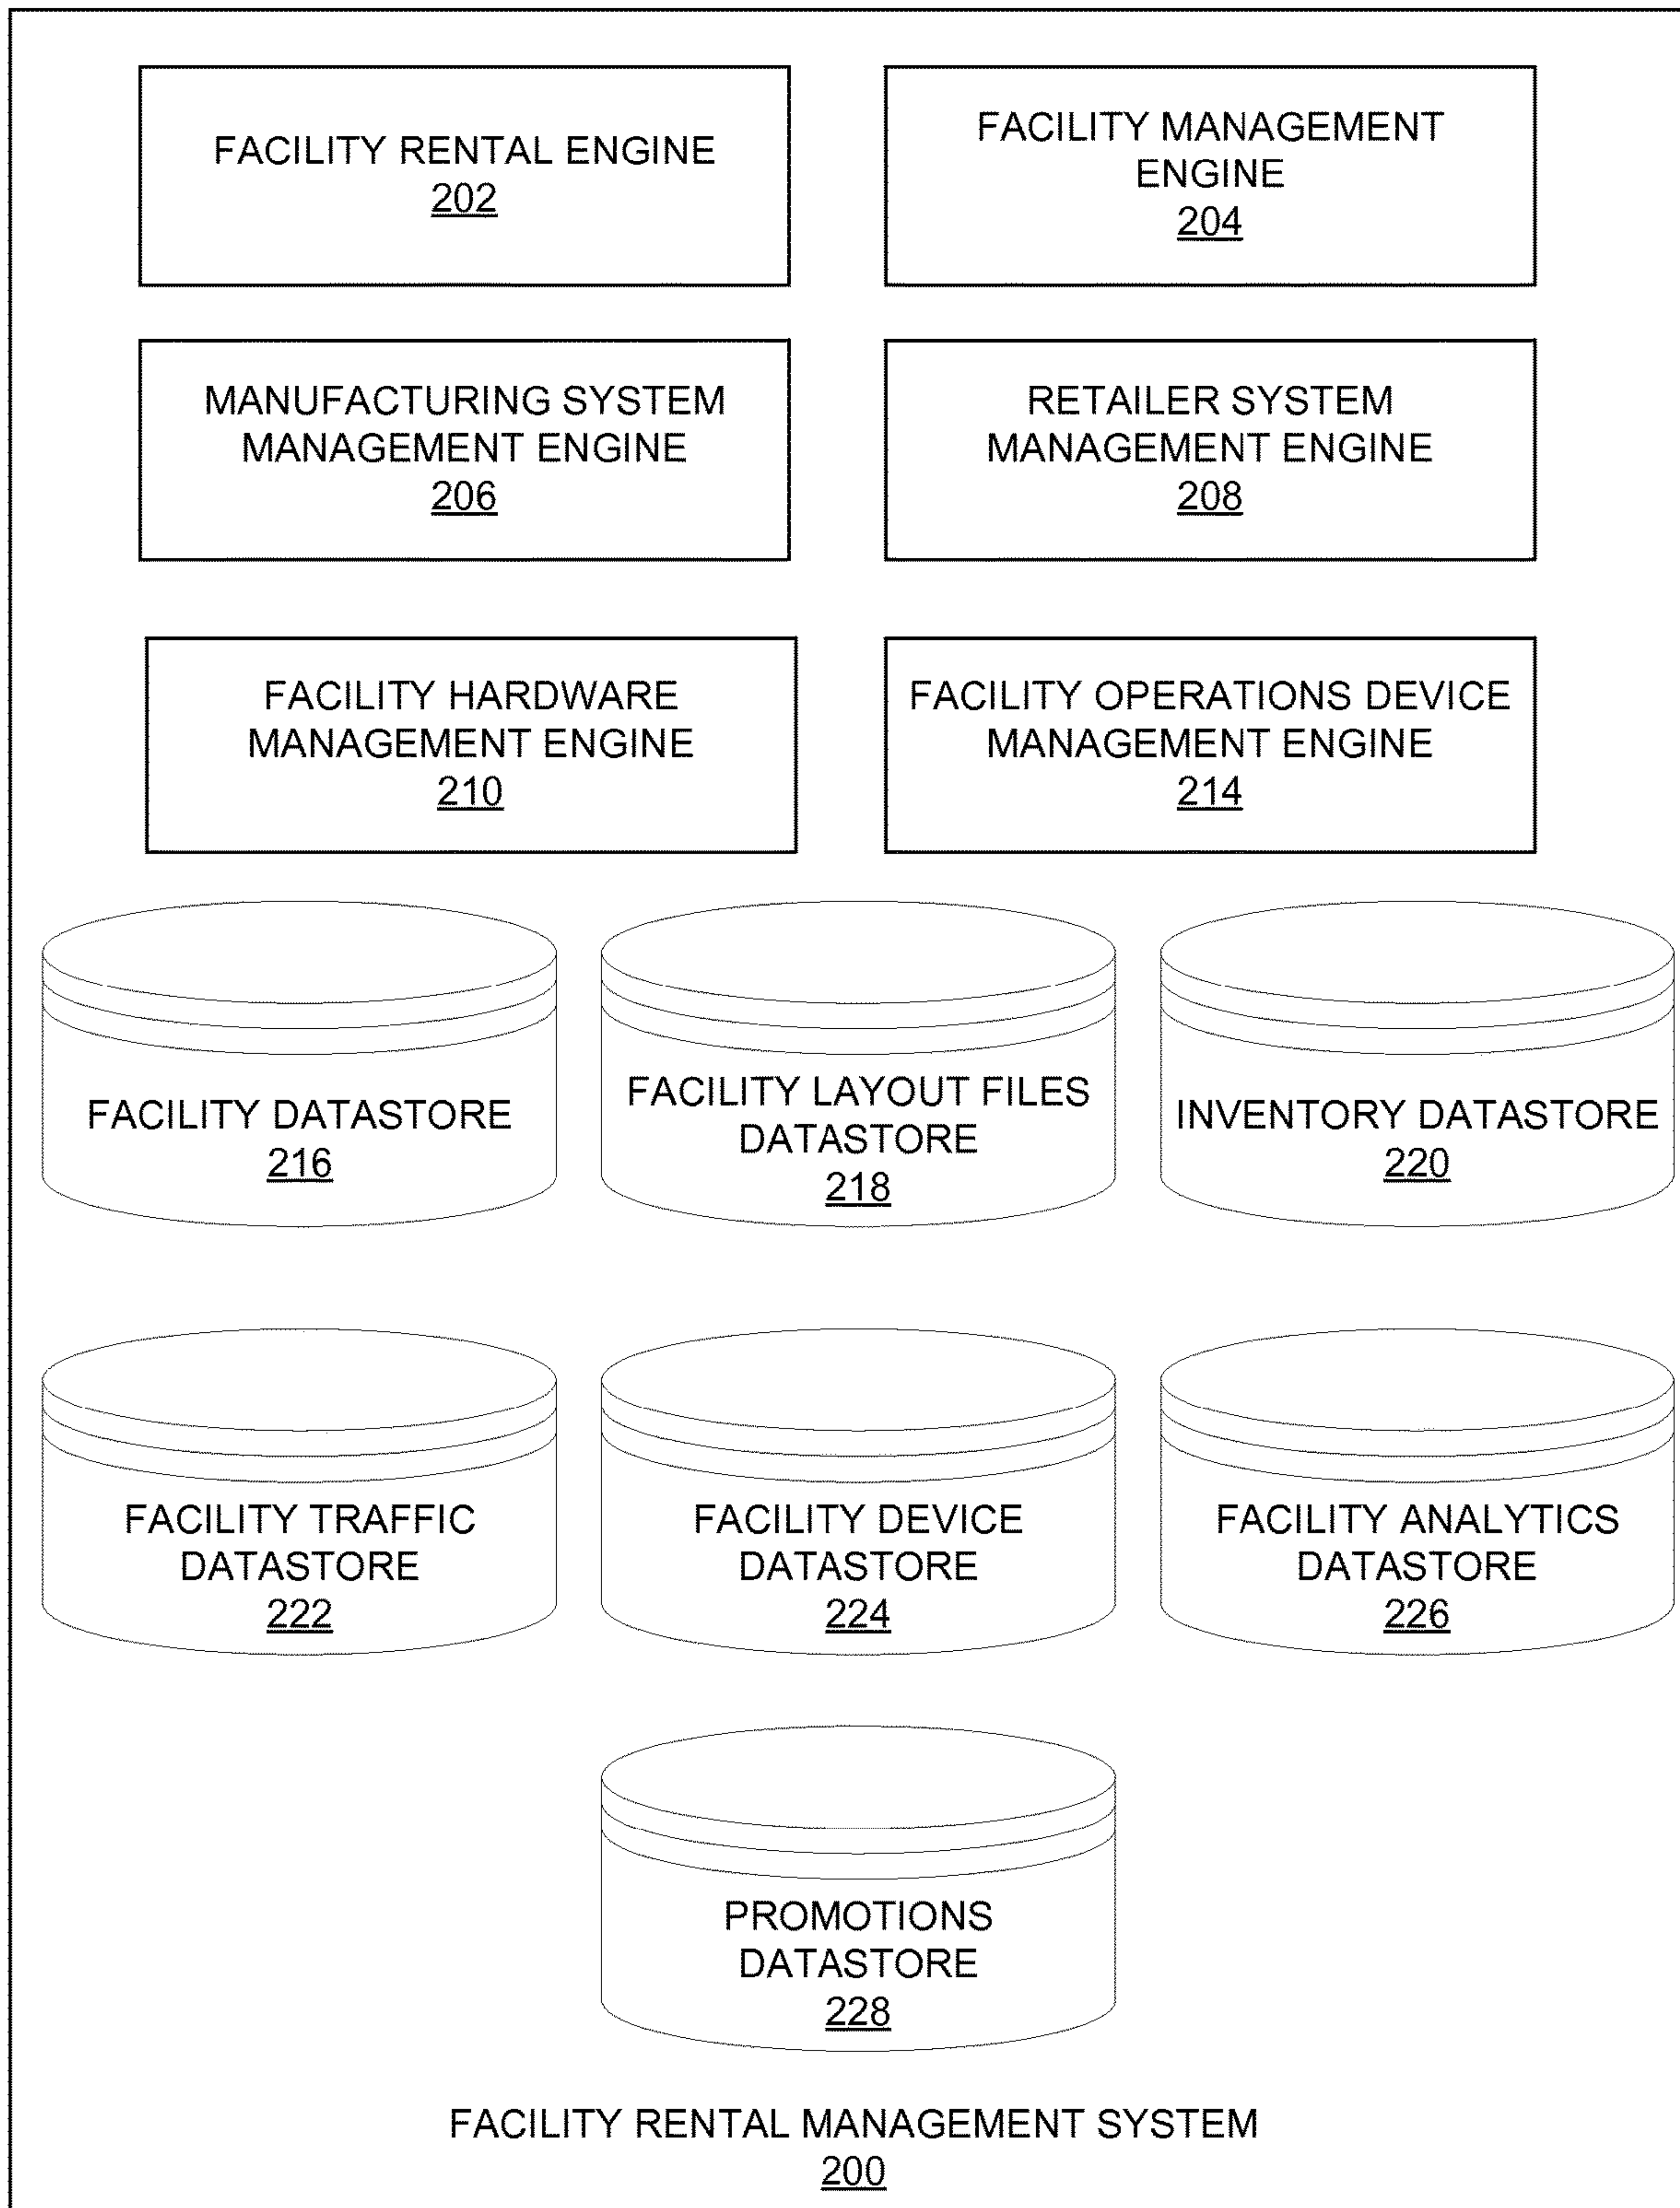 FACILITY RENTAL ENGINE
202
FACILITY MANAGEMENT
ENGINE
204
MANUFACTURING SYSTEM
MANAGEMENT ENGINE
206
RETAILER SYSTEM
MANAGEMENT ENGINE
208
FACILITY HARDWARE
MANAGEMENT ENGINE
210
FACILITY OPERATIONS DEVICE
MANAGEMENT ENGINE
214
FACILITY DATASTORE
216
FACILITY LAYOUT FILES
DATASTORE
218
INVENTORY DATASTORE
220
FACILITY TRAFFIC
DATASTORE
222
FACILITY DEVICE
DATASTORE
224
FACILITY ANALYTICS
DATASTORE
226
PROMOTIONS
DATASTORE
228
FACILITY RENTAL MANAGEMENT SYSTEM
200